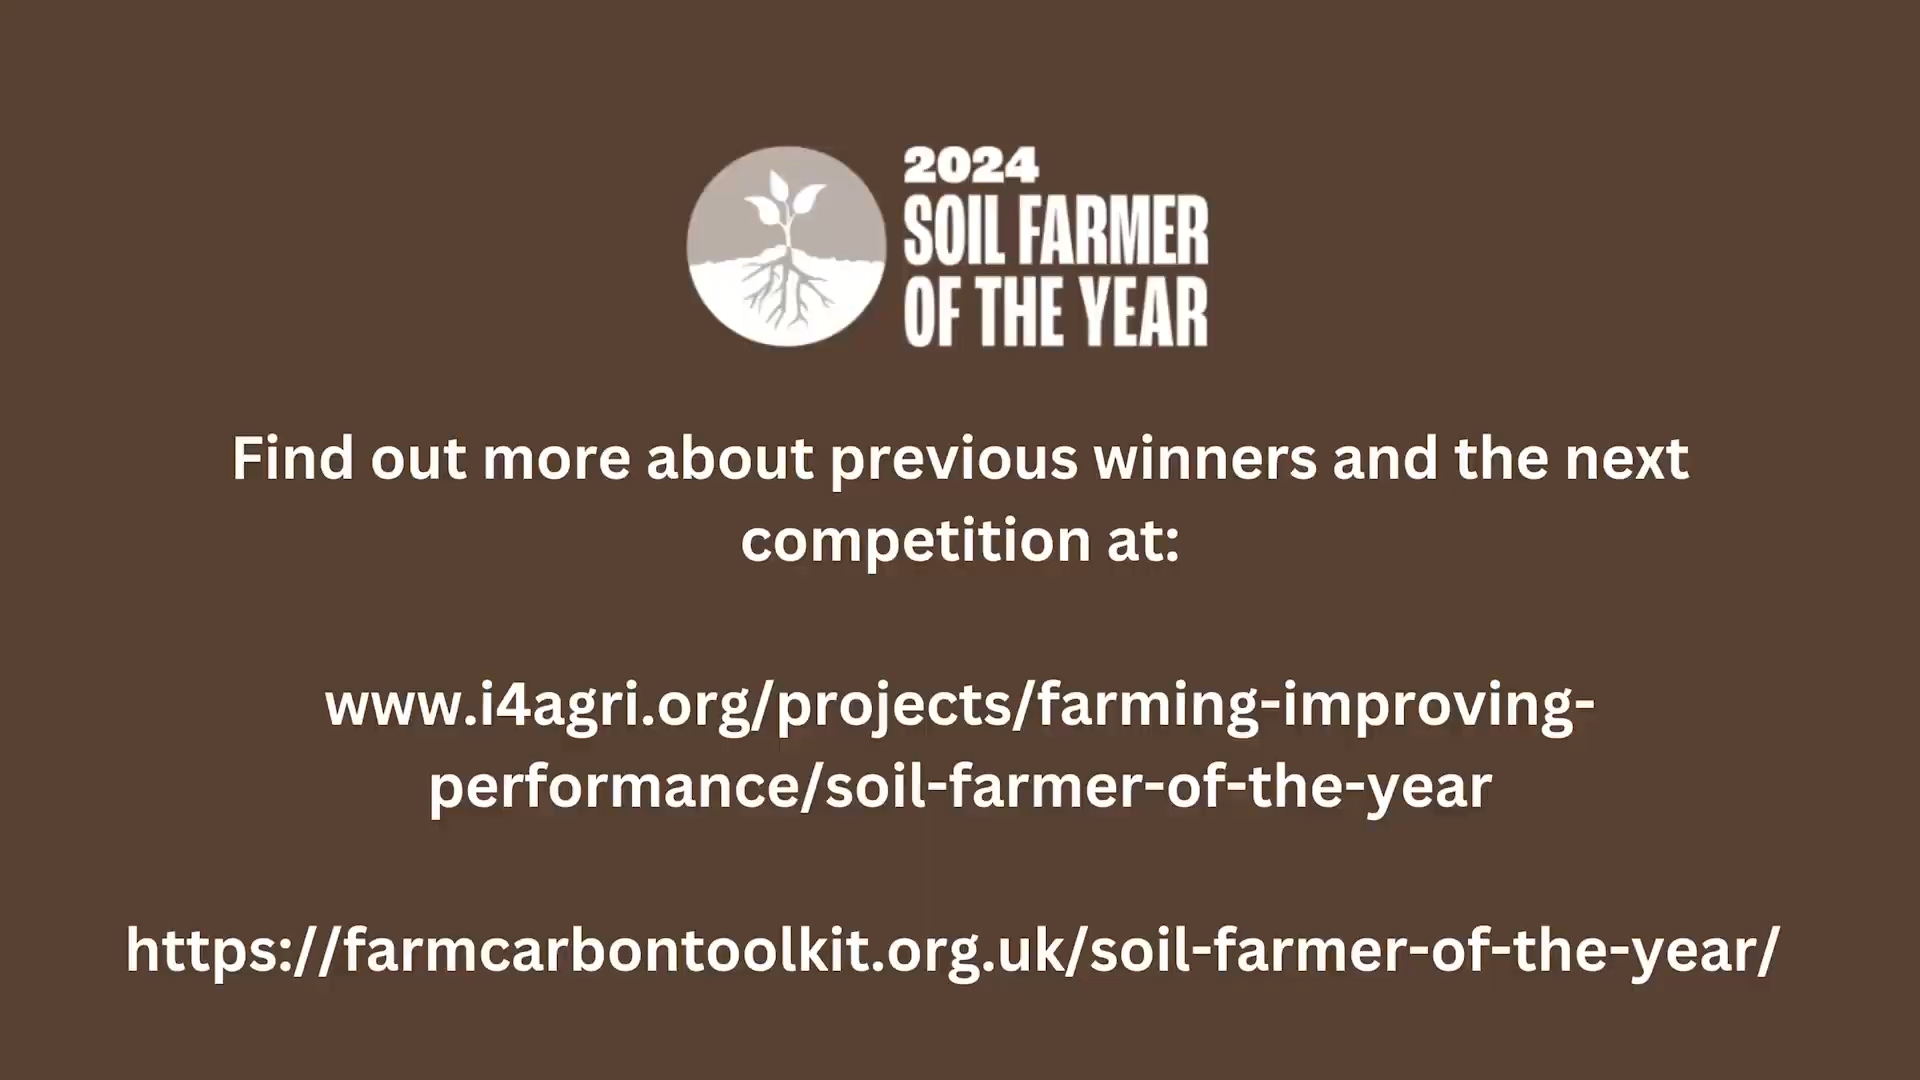 2024
SOIL FARMER
OF THE YEAR
Find out more about previous winners and the next
competition at:
www.i4agri.org/projects/farming-improving-
performance/soil-farmer-of-the-year
https://farmcarbontoolkit.org.uk/soil-farmer-of-the-year/